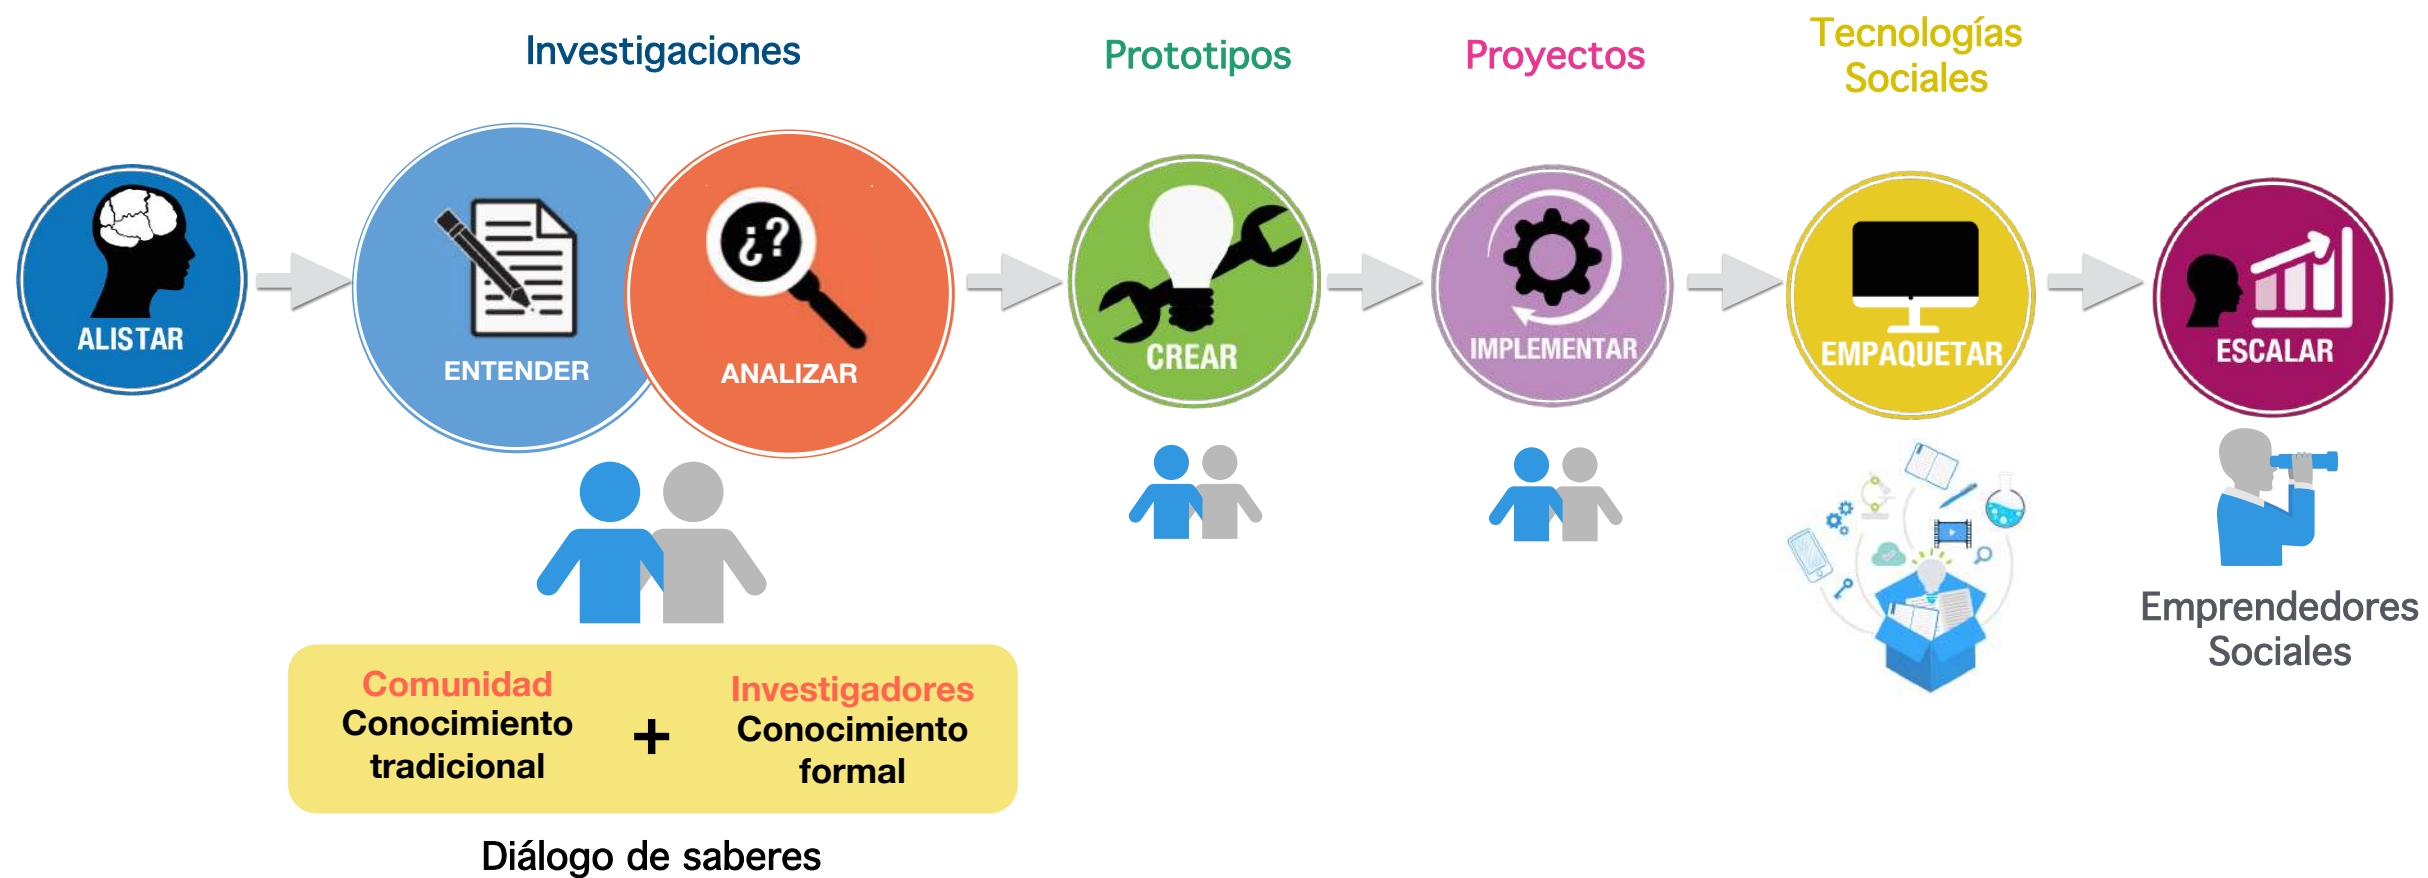 Investigaciones
Prototipos
Proyectos
Tecnologías
Sociales
ALISTAR
ENTENDER
¿?
ANALIZAR
CREAR
IMPLEMENTAR
EMPAQUETAR
ESCALAR
Comunidad
Conocimiento
tradicional
+
Investigadores
Conocimiento
formal
Diálogo de saberes
Emprendedores
Sociales